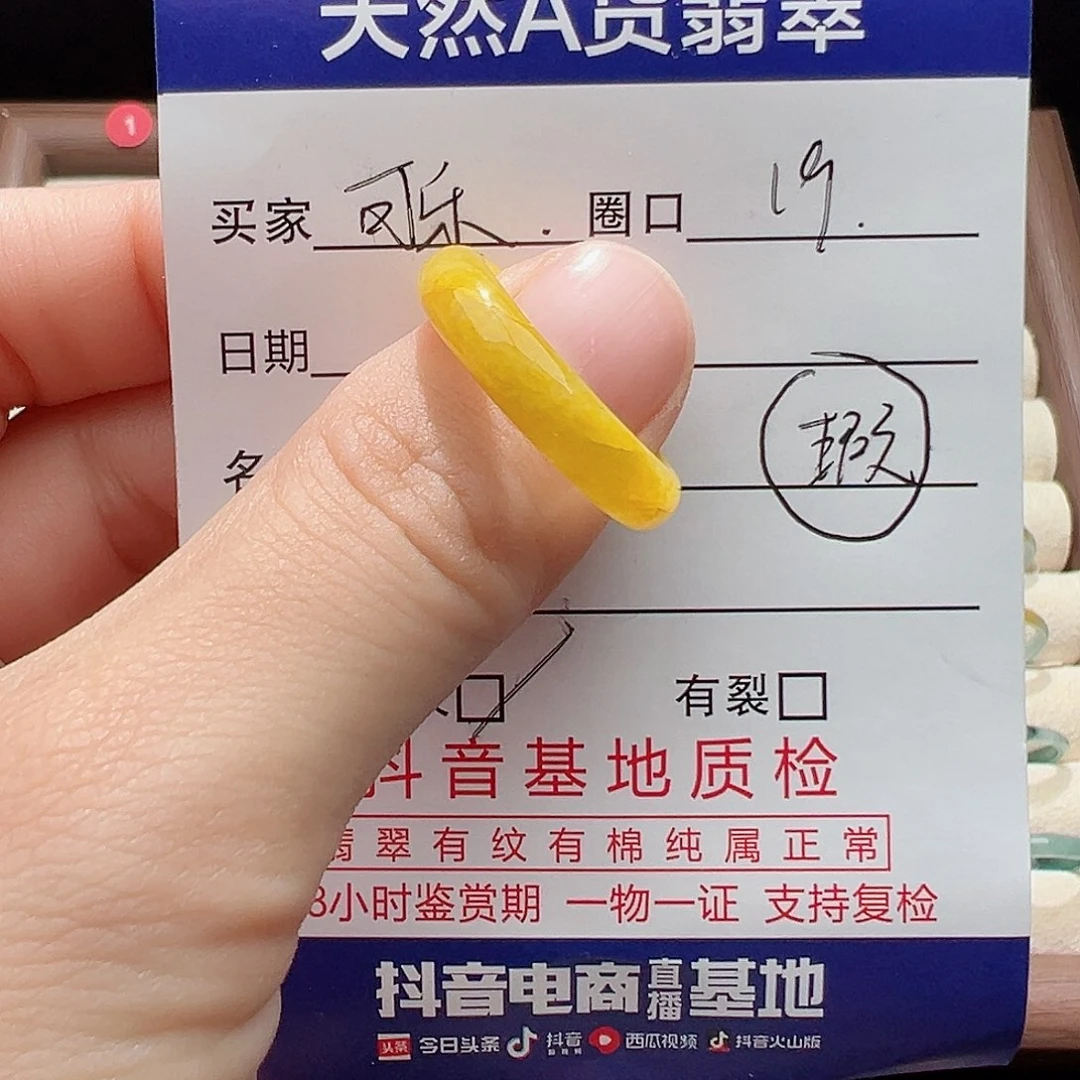 天然A货翡翠
1
买家 可乐. 圈口 19.
日期
名
有裂
抖音基地质检
翡翠有纹有棉纯属正常
8小时鉴赏期 一物一证 支持复检
抖音电商直播基地
头条 今日头条 抖音 西瓜视频 抖音火山版